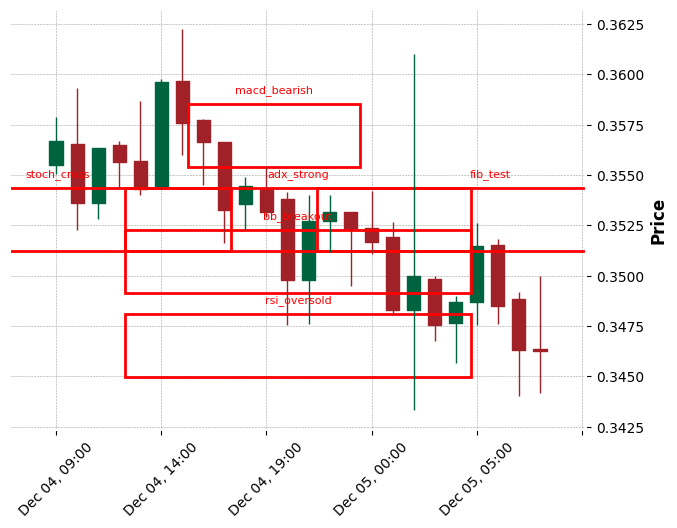 0.3625
0.3600
macd_bearish
0.3575
stoch_cross
adx_strong
fib_test
0.3550
bb_breakout
0.3525
Price
0.3500
rsi_oversold
0.3475
0.3450
0.3425
Dec 04, 09:00
Dec 04, 14:00
Dec 04, 19:00
Dec 05, 00:00
Dec 05, 05:00